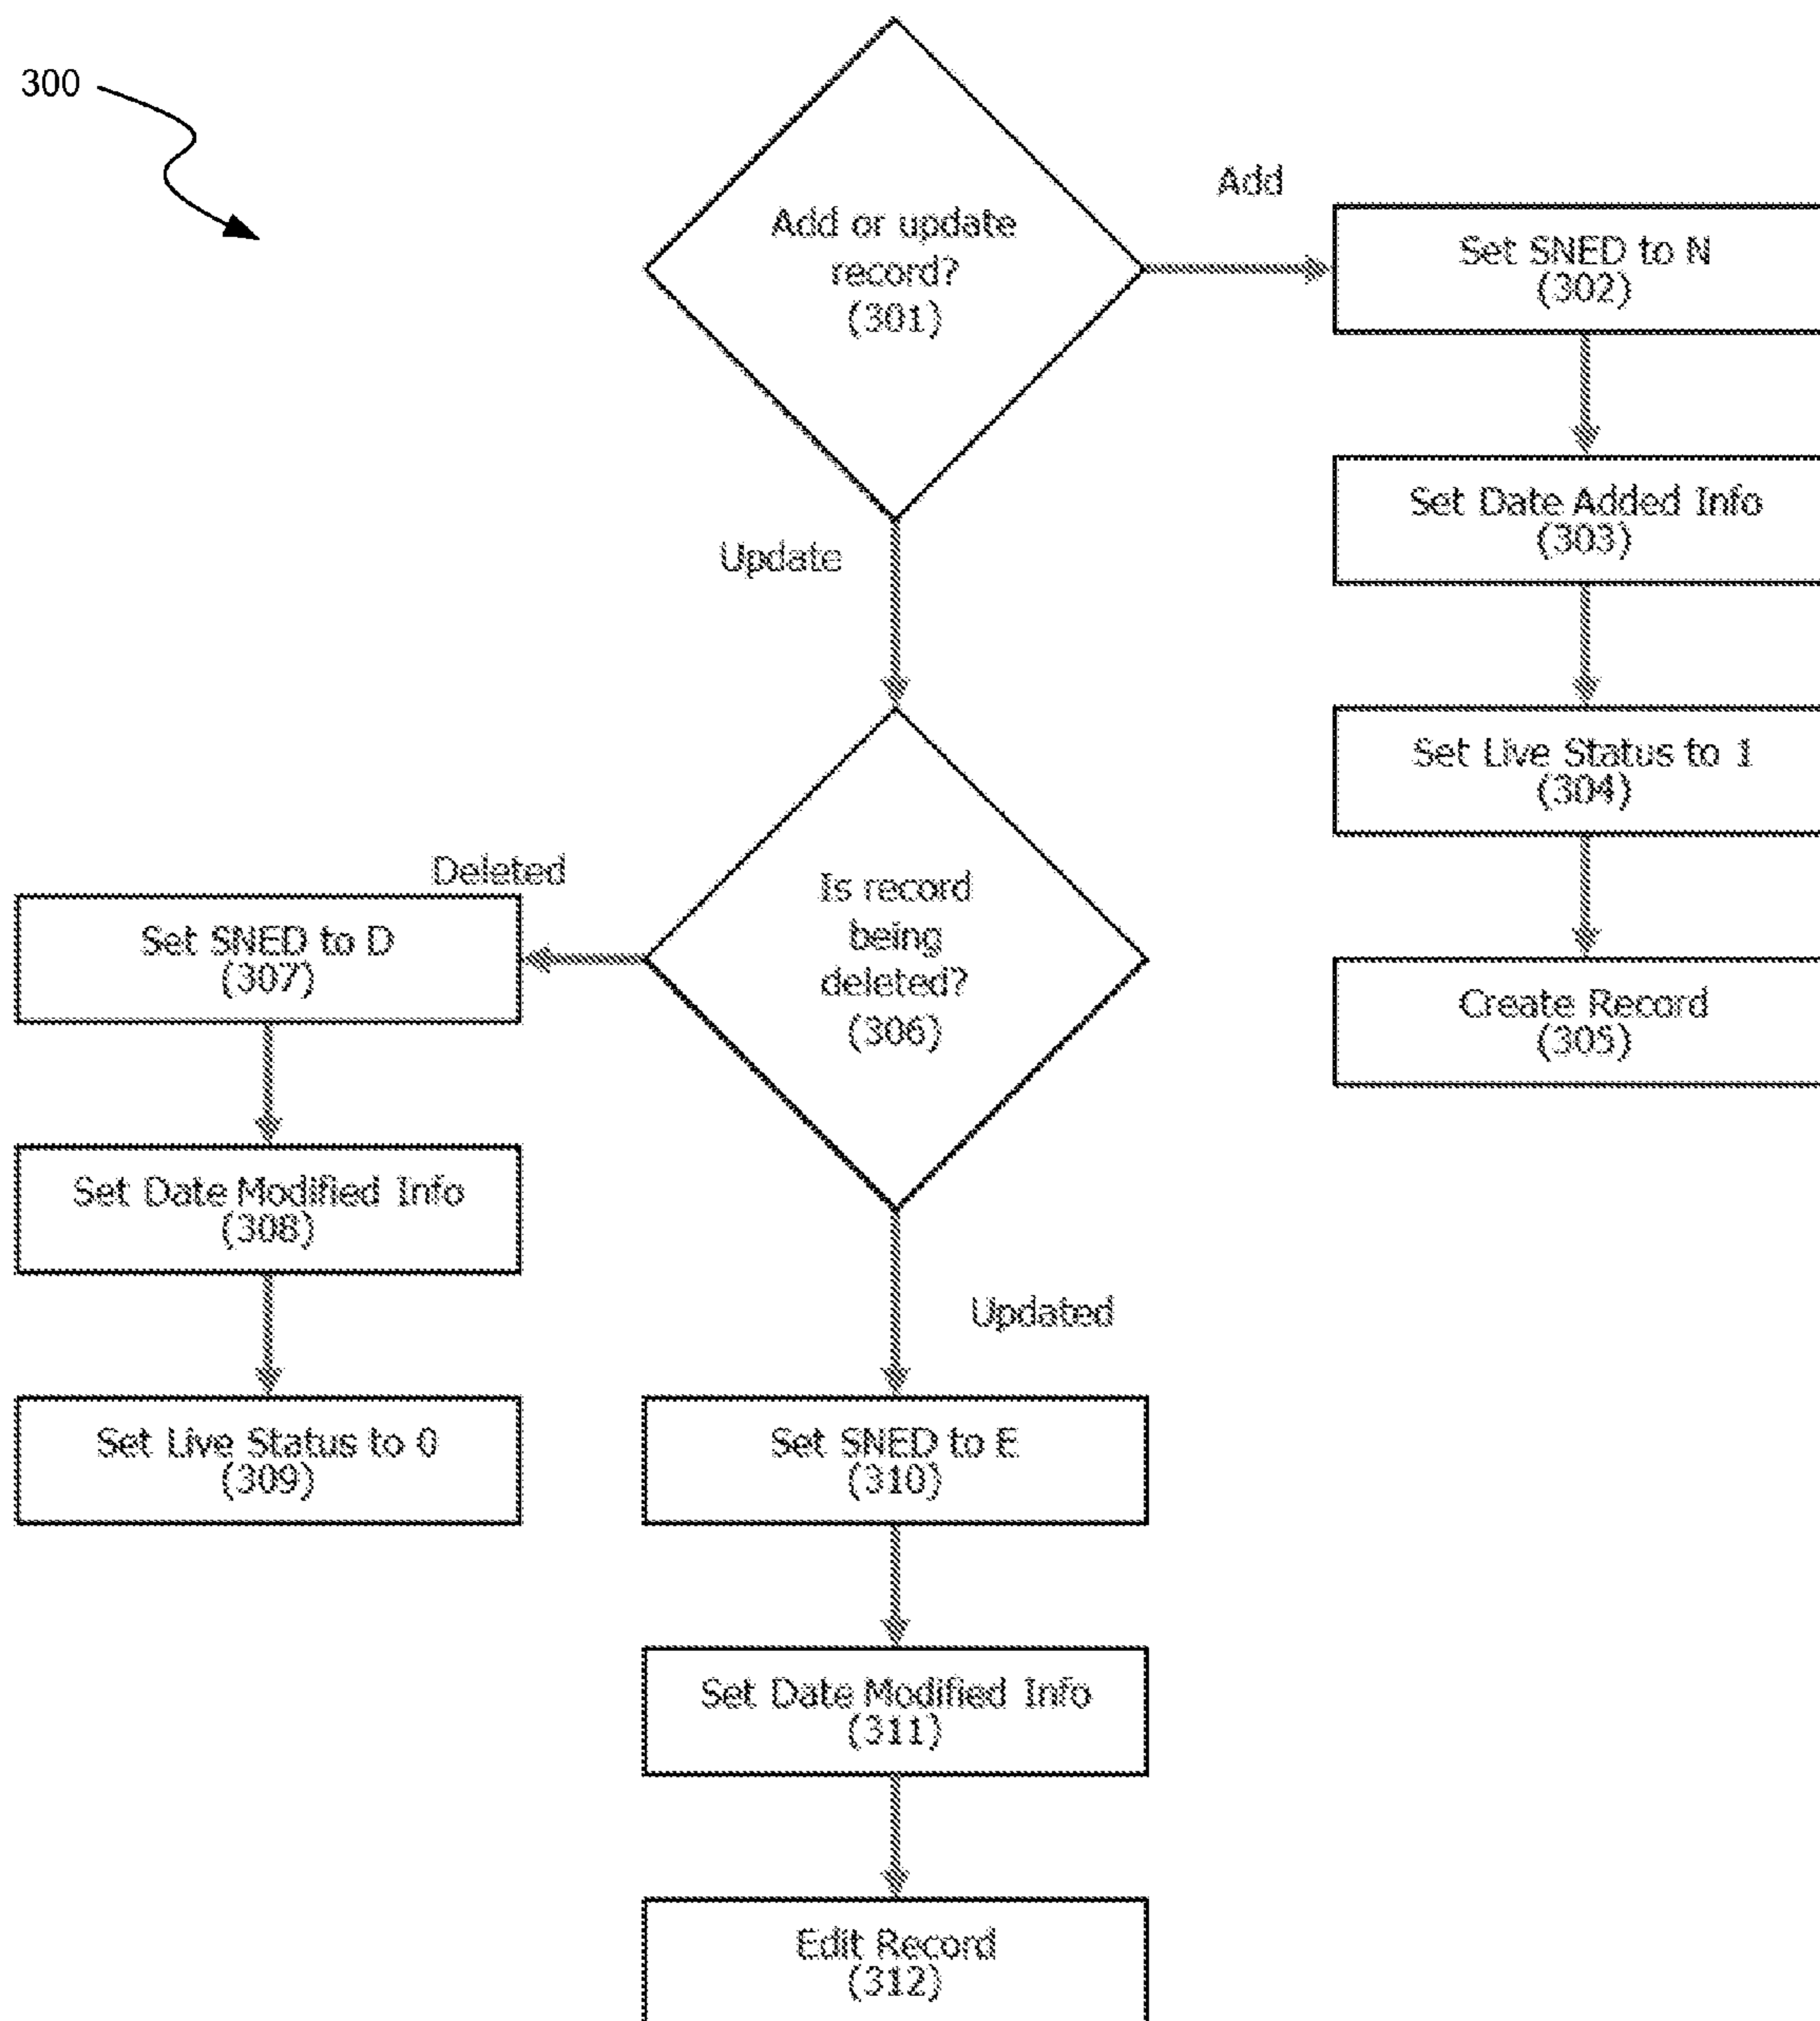 300
Add or update
record?
(301)
Add
Set SNED to N
(302)
Set Date Added Info
(303)
Update
Set Live Status to 1
(304)
Deleted
Is record
being
deleted?
(306)
Set SNED to D
(307)
Create Record
(305)
Set Date Modified Info
(308)
Updated
Set Live Status to 0
(309)
Set SNED to E
(310)
Set Date Modified Info
(311)
Edit Record
(312)